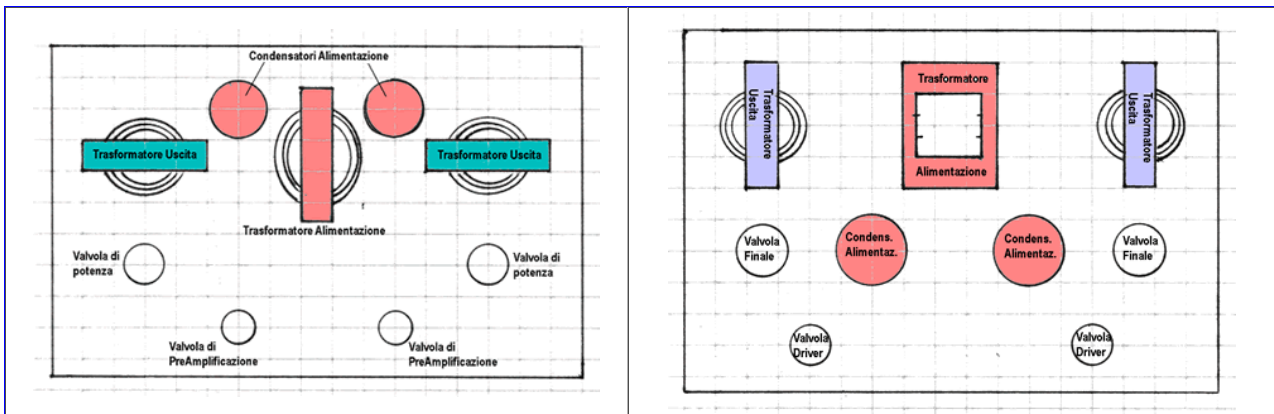 Condensatori Alimentazione
Trasformatore Uscita
Trasformatore Uscita
Trasformatore Alimentazione
Valvola di
potenza
Valvola di
potenza
Valvola di
PreAmplificazione
Valvola di
PreAmplificazione
Trasformatore
Uscita
Trasformatore
Alimentazione
Trasformatore
Uscita
Valvola
Finale
Condens.
Alimentaz.
Condens.
Alimentaz.
Valvola
Finale
Valvola
Driver
Valvola
Driver